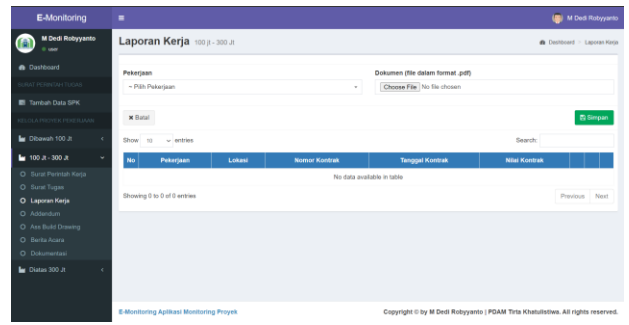 E-Monitoring
M Dedi Robyyanto
M Dedi Robyyanto
user
Laporan Kerja 100 jt - 300 Jt
Dashboard > Laporan Kerja
Dashboard
SURAT PERINTAH TUGAS
Tambah Data SPK
KELOLA PROYEK PEKERJAAN
Dibawah 100 Jt
100 Jt - 300 Jt
Surat Perintah Kerja
Surat Tugas
Laporan Kerja
Addendum
Ass Build Drawing
Berita Acara
Dokumentasi
Diatas 300 Jt
Pekerjaan
~ Pilih Pekerjaan
Dokumen (file dalam format .pdf)
Choose File No file chosen
Batal
Simpan
Show 10 entries
Search:
No Pekerjaan Lokasi Nomor Kontrak Tanggal Kontrak Nilai Kontrak
No data available in table
Showing 0 to 0 of 0 entries
Previous Next
E-Monitoring Aplikasi Monitoring Proyek
Copyright © by M Dedi Robyyanto | PDAM Tirta Khatulistiwa. All rights reserved.